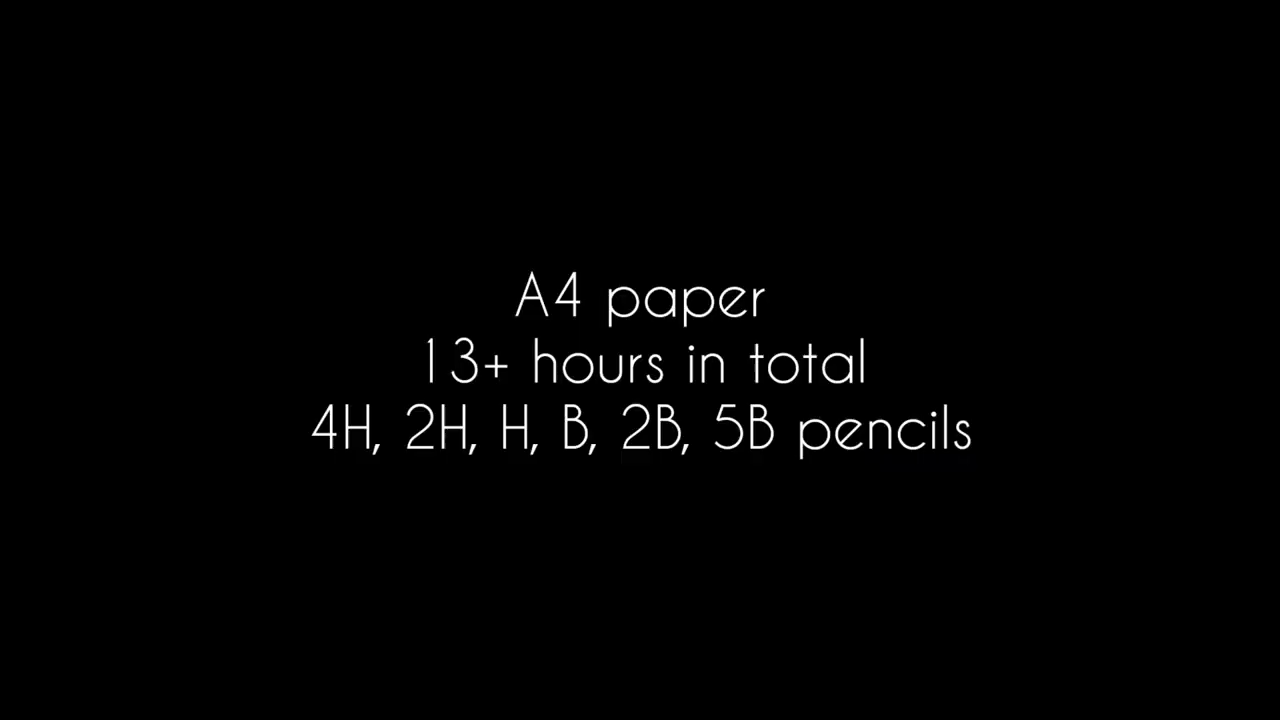 A4 paper
13+ hours in total
4H, 2H, H, B, 2B, 5B pencils